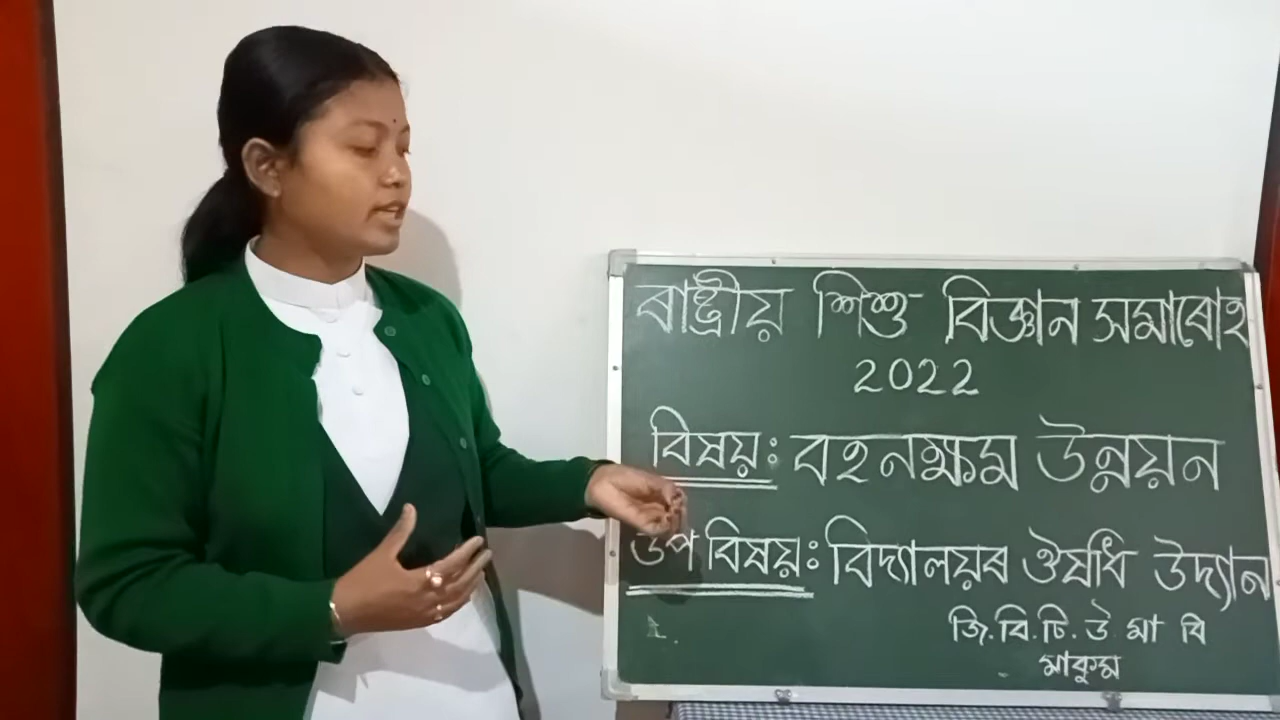 ৰাষ্ট্ৰীয় শিশু বিজ্ঞান সমাৰোহ
2022
বিষয়ঃ বহনক্ষম উন্নয়ন
উপ বিষয়ঃ বিদ্যালয়ৰ ঔষধি উদ্যান
জি.বি.টি.উ মা বি
মাকুম